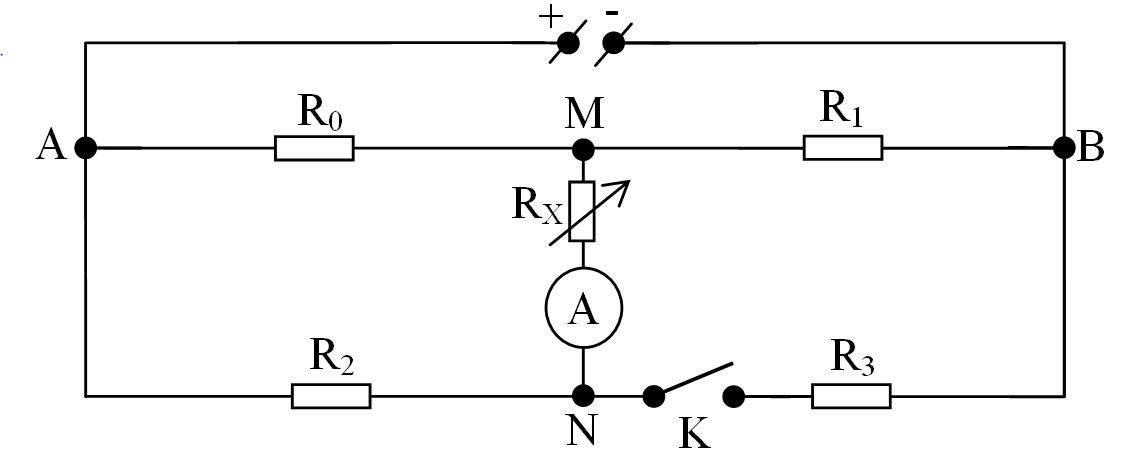 + -
R₀ M R₁
A B
Rₓ
A
R₂ R₃
N K